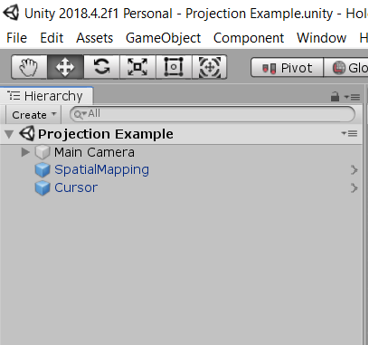 Unity 2018.4.2f1 Personal - Projection Example.unity - Hol
File Edit Assets GameObject Component Window H
Pivot Glo
Hierarchy
Create All
Projection Example
Main Camera
SpatialMapping
Cursor